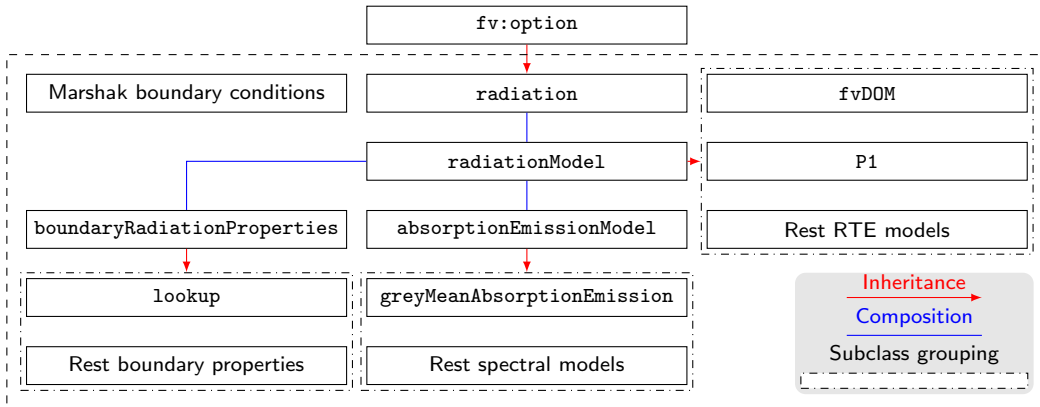 fv:option
Marshak boundary conditions
radiation
fvDOM
radiationModel
P1
boundaryRadiationProperties
absorptionEmissionModel
Rest RTE models
lookup
greyMeanAbsorptionEmission
Rest boundary properties
Rest spectral models
Inheritance
Composition
Subclass grouping